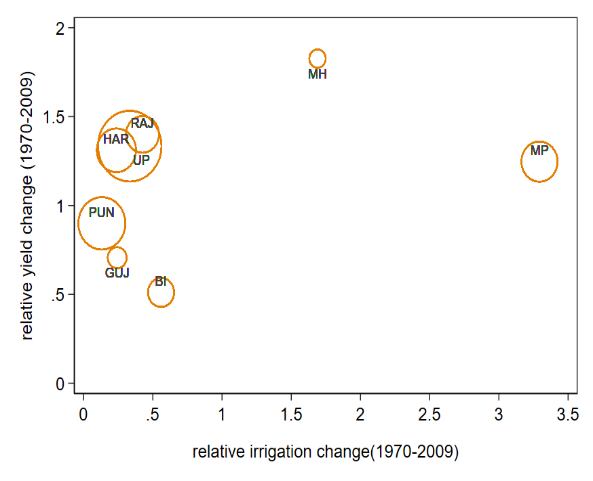 relative yield change (1970-2009)
2
1.5
1
.5
0
MH
RAJ
HAR
UP
MP
PUN
GUJ
BI
0 .5 1 1.5 2 2.5 3 3.5
relative irrigation change(1970-2009)